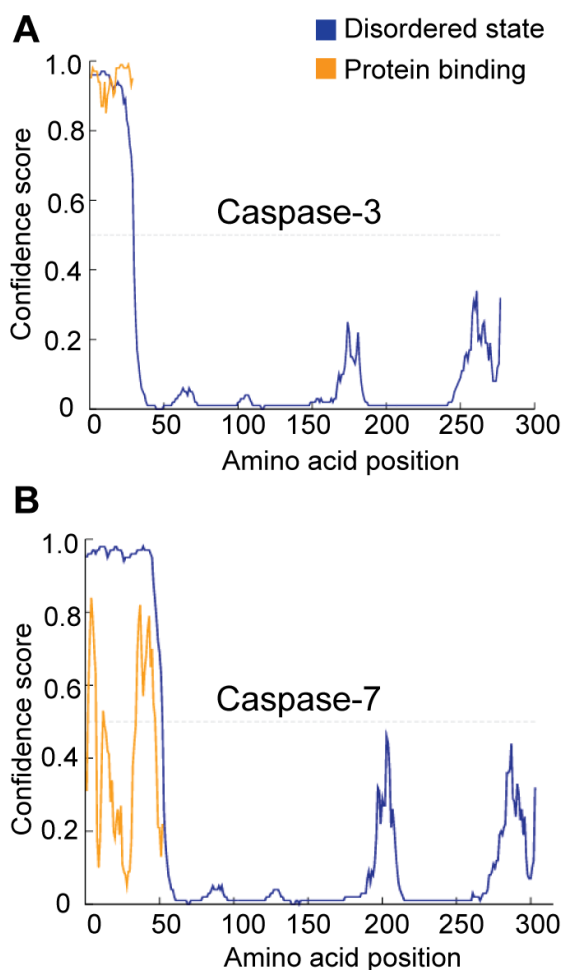 A
Disordered state
Protein binding
Confidence score
1.0
0.8
0.6
0.4
0.2
0
Caspase-3
0 50 100 150 200 250 300
Amino acid position
B
Confidence score
1.0
0.8
0.6
0.4
0.2
0
Caspase-7
0 50 100 150 200 250 300
Amino acid position